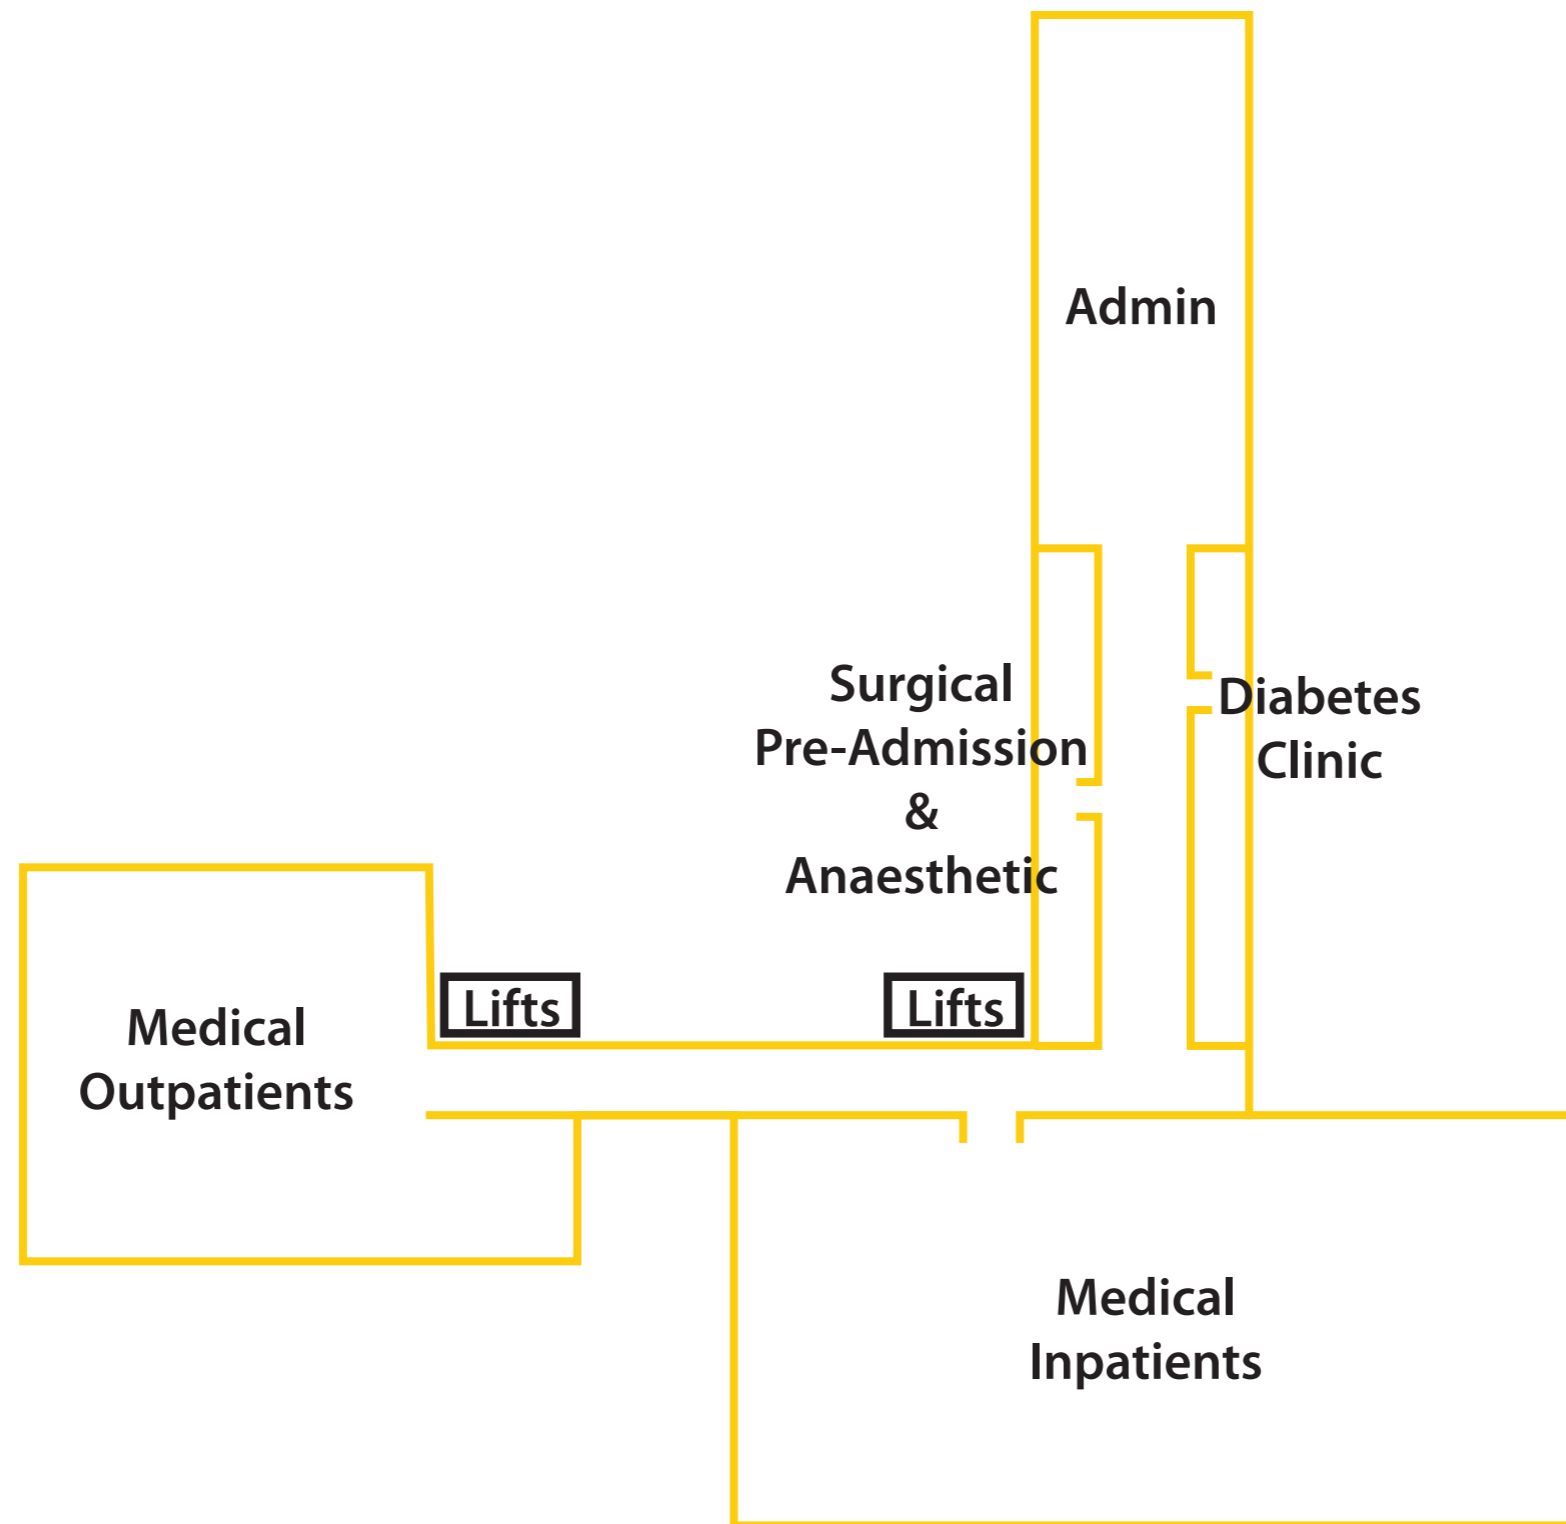 Admin
Surgical
Pre-Admission
&
Anaesthetic
Diabetes
Clinic
Lifts
Lifts
Medical
Outpatients
Medical
Inpatients